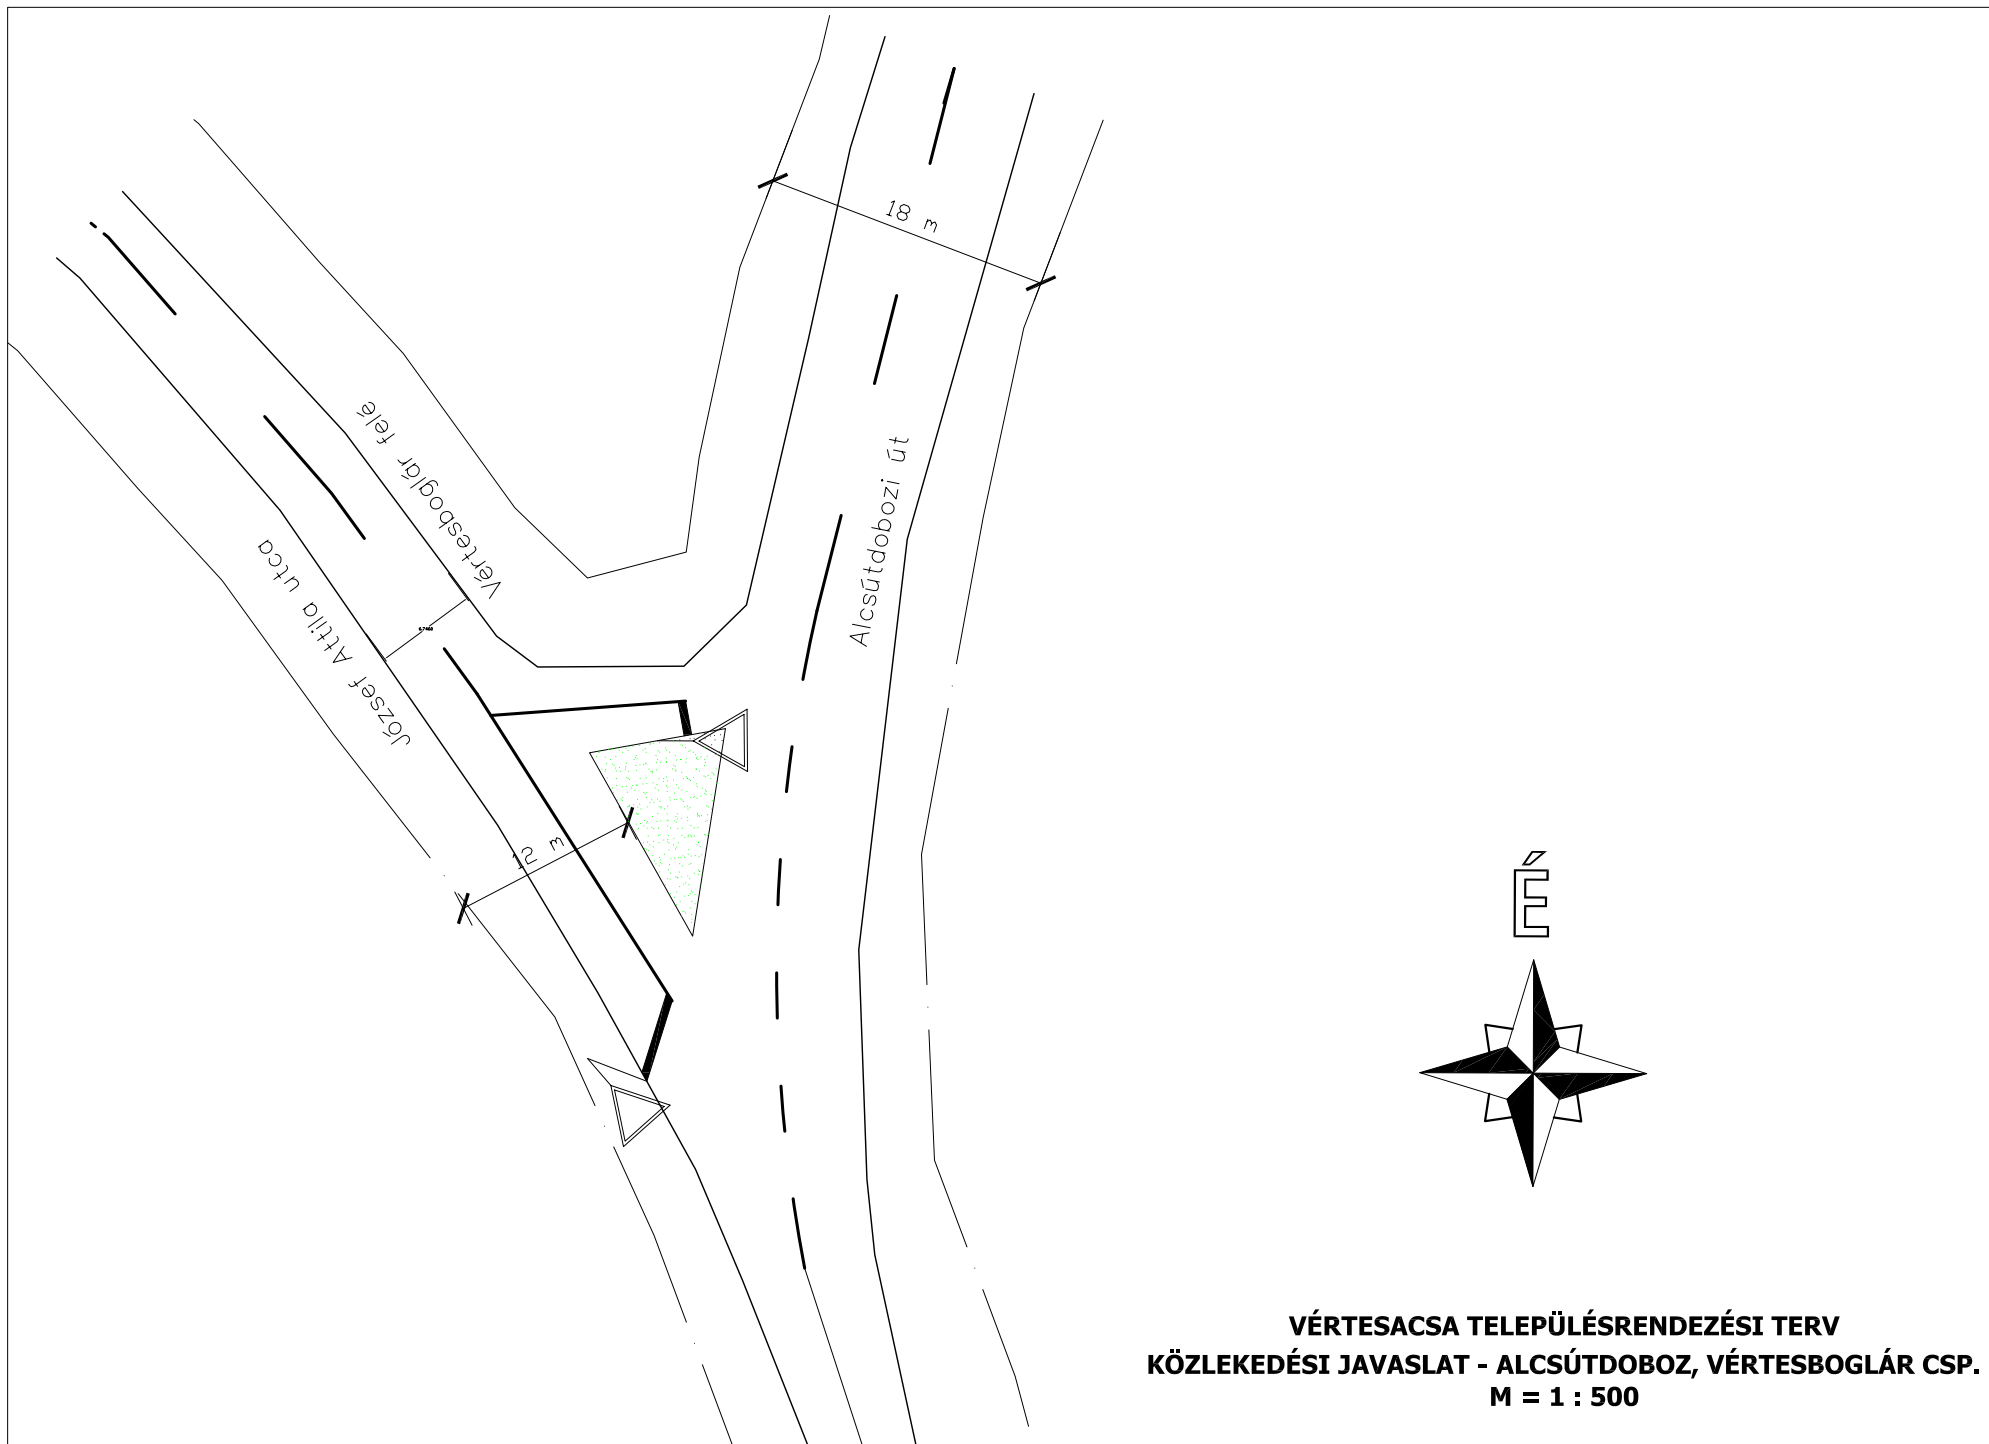 18 m
Vértesboglár felé
Alcsútdobozi út
József Attila utca
12 m
É
VÉRTESACSA TELEPÜLÉSRENDEZÉSI TERV
KÖZLEKEDÉSI JAVASLAT - ALCSÚTDOBOZ, VÉRTESBOGLÁR CSP.
M = 1 : 500